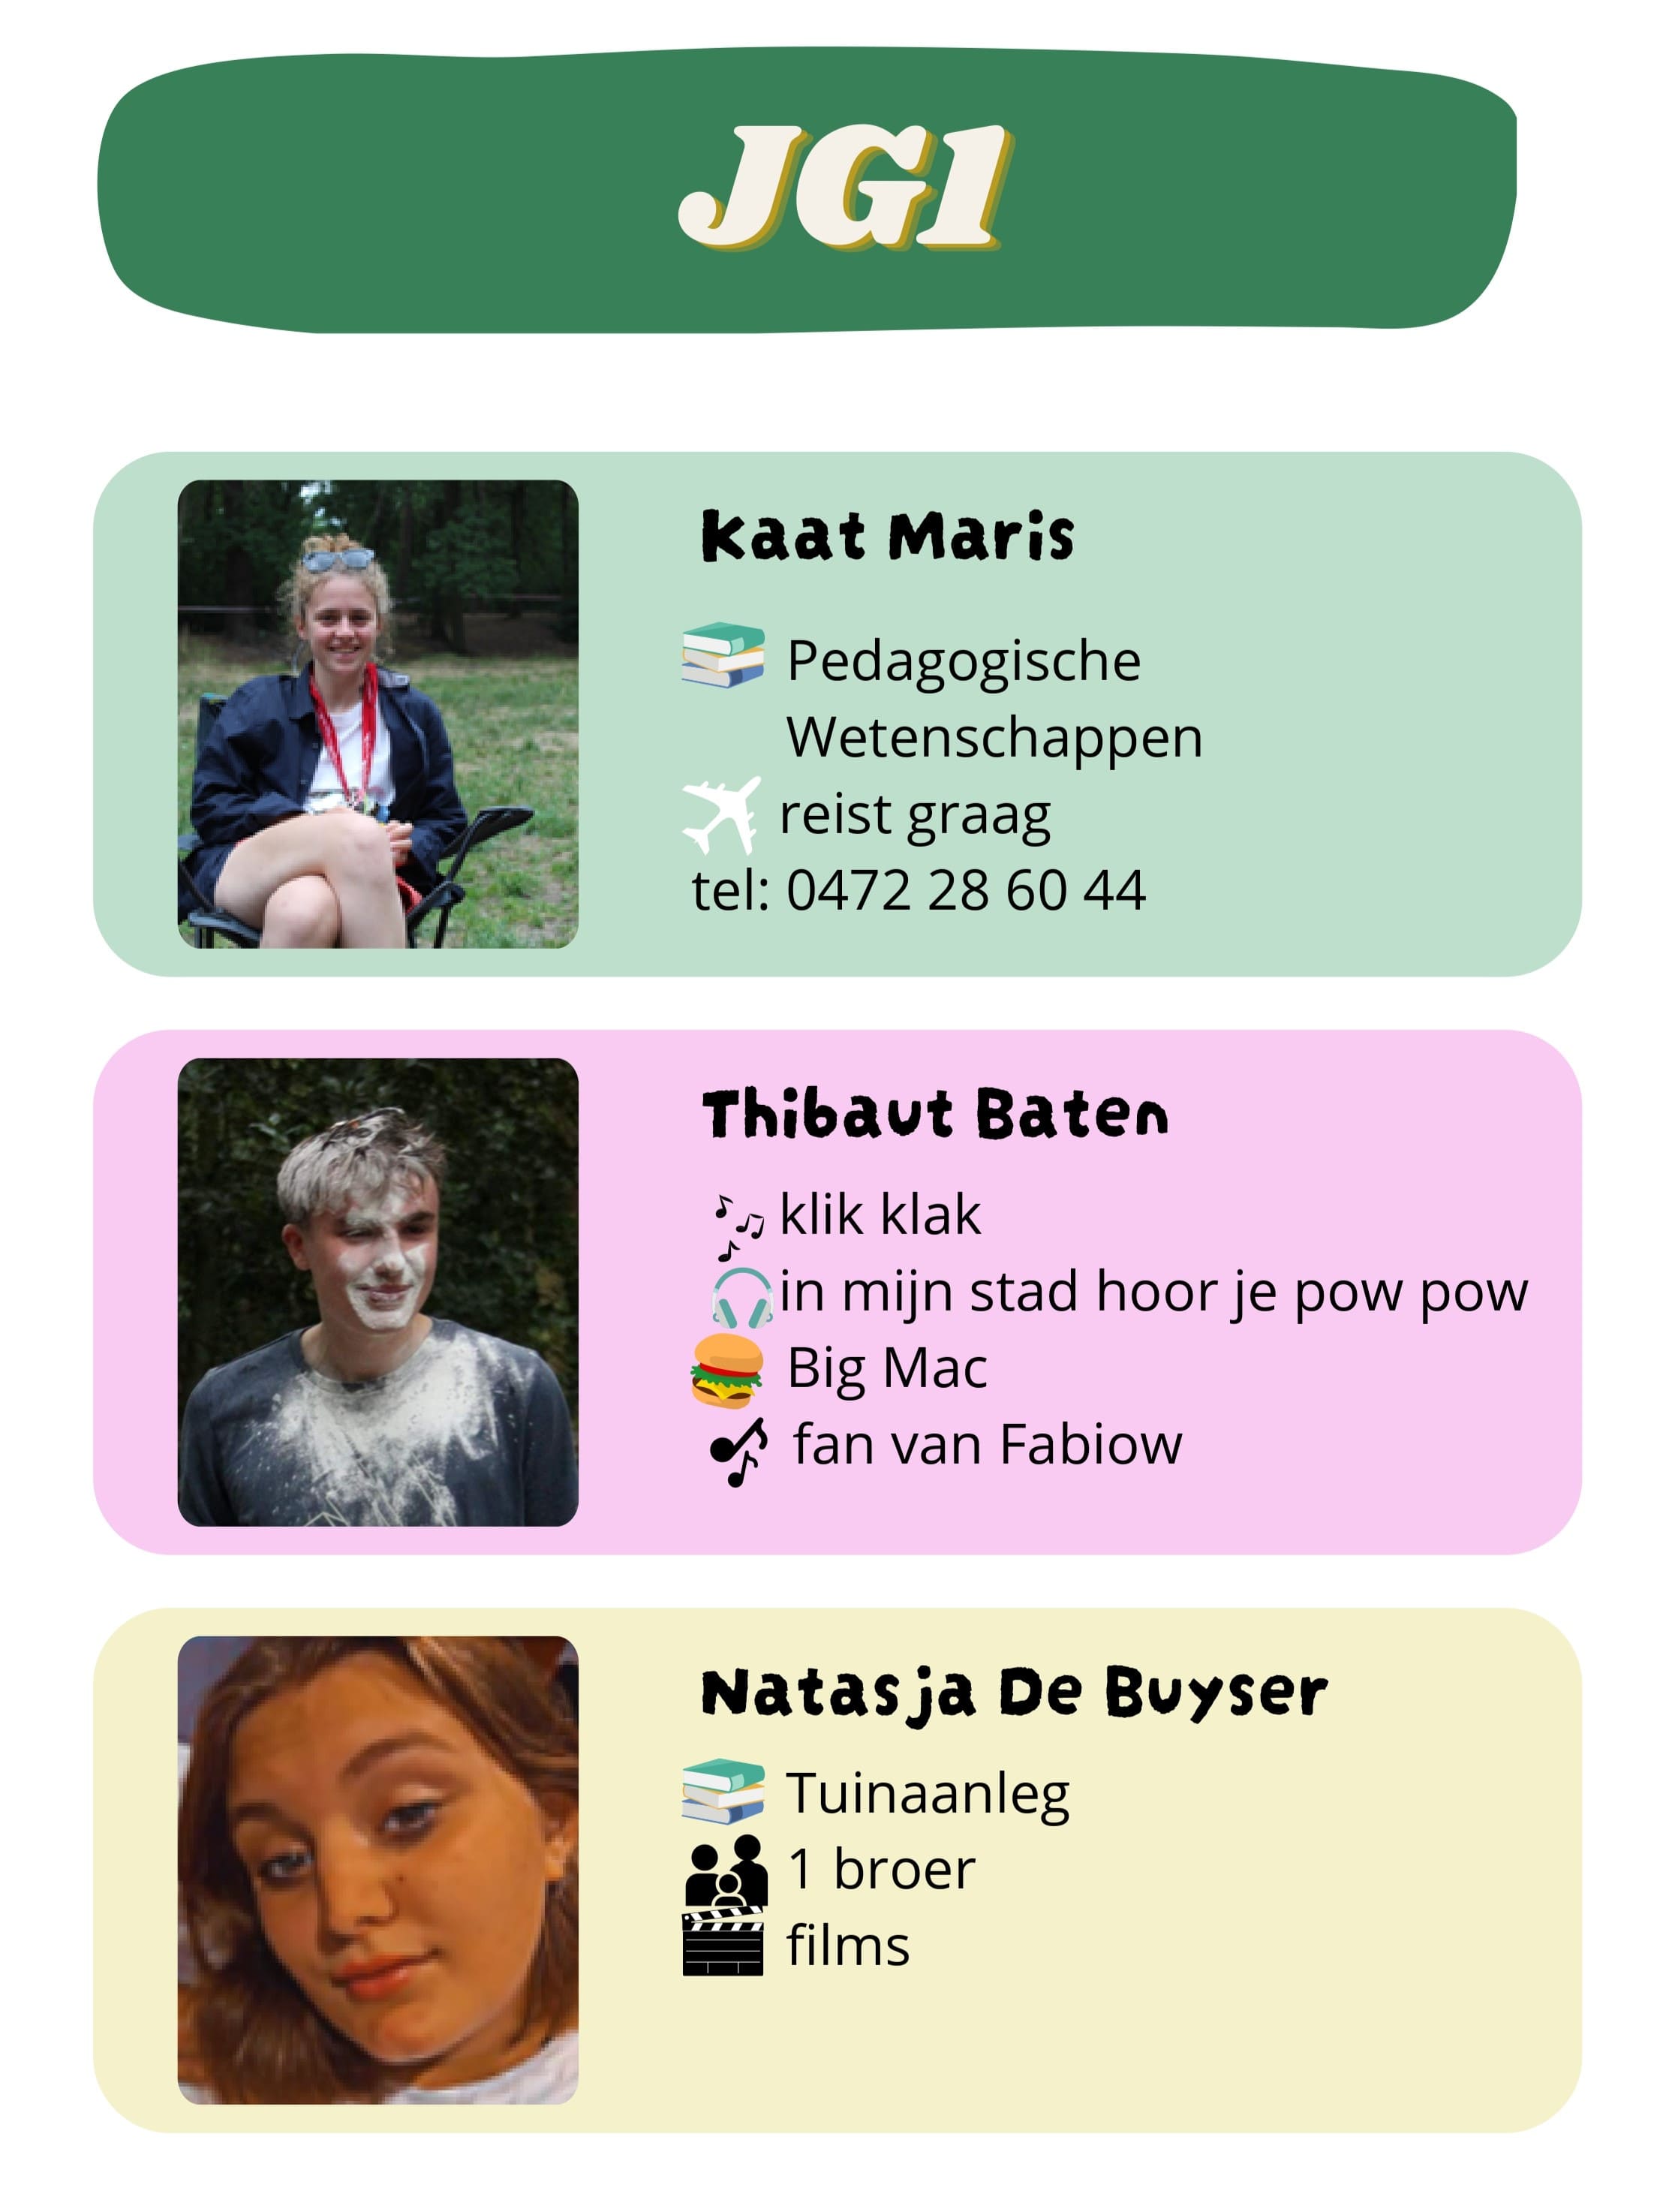 JG1
Kaat Maris
Pedagogische
Wetenschappen
reist graag
tel: 0472 28 60 44
Thibaut Baten
klik klak
in mijn stad hoor je pow pow
Big Mac
fan van Fabiow
Natasja De Buyser
Tuinaanleg
1 broer
films